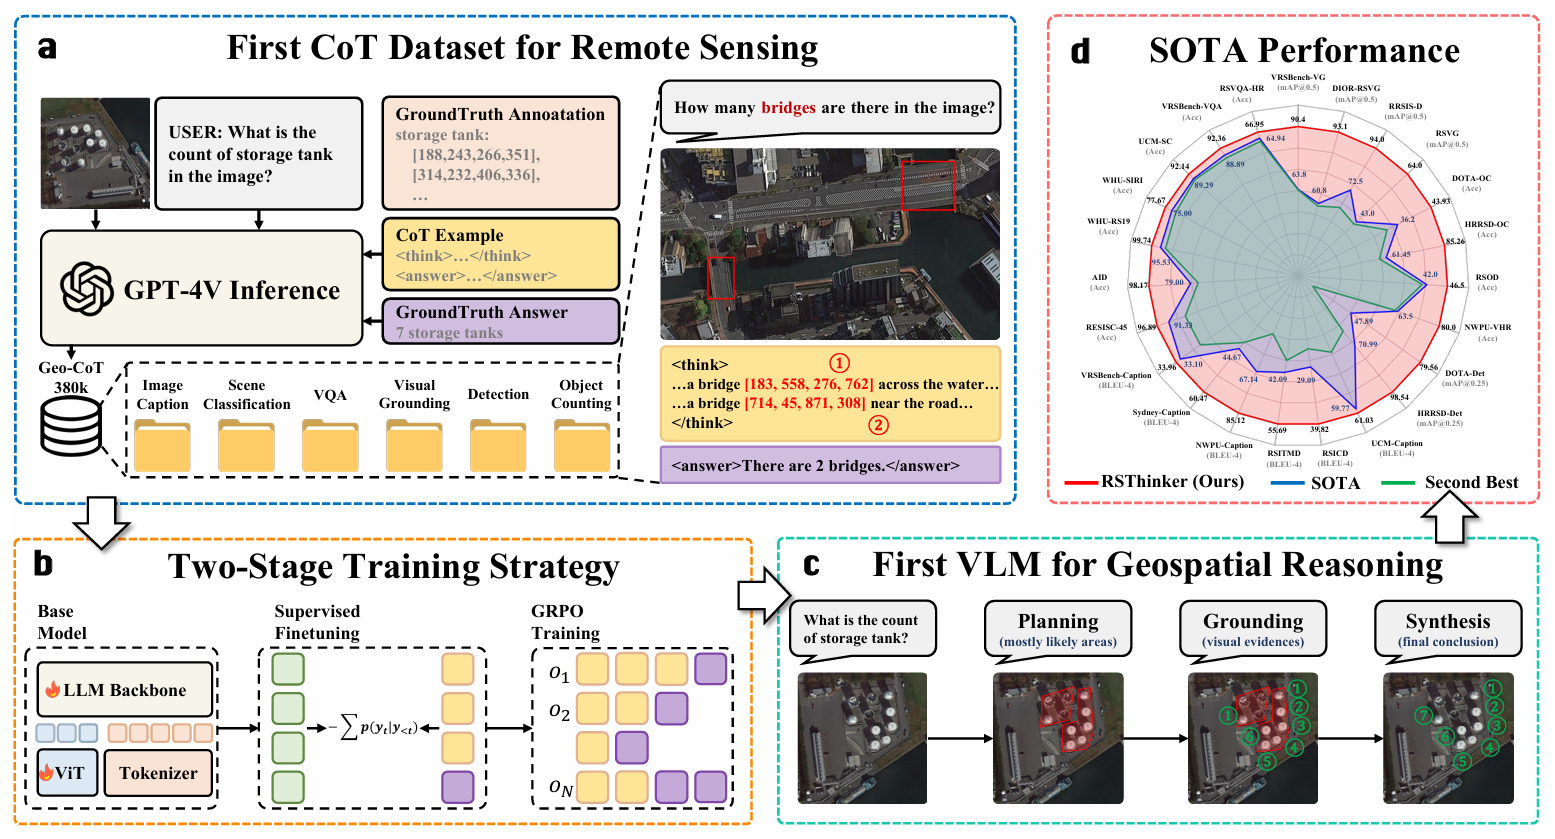 a
First CoT Dataset for Remote Sensing
USER: What is the
count of storage tank
in the image?
GroundTruth Annoatation
storage tank:
[188,243,266,351],
[314,232,406,336],
…
CoT Example
<think>…</think>
<answer>…</answer>
GroundTruth Answer
7 storage tanks
GPT-4V Inference
Geo-CoT
380k
Image
Caption
Scene
Classification
VQA
Visual
Grounding
Detection
Object
Counting
How many bridges are there in the image?
<think>
①
…a bridge [183, 558, 276, 762] across the water…
…a bridge [714, 45, 871, 308] near the road…
</think>
②
<answer>There are 2 bridges.</answer>
d
SOTA Performance
VRSBench-VG
(mAP@0.5)
90.4
63.8
DIOR-RSVG
(mAP@0.5)
93.1
60.8
RRSIS-D
(mAP@0.5)
94.0
72.5
RSVG
(mAP@0.5)
64.0
43.0
DOTA-OC
(Acc)
43.93
36.2
HRRSD-OC
(Acc)
85.26
61.45
RSOD
(Acc)
46.5
42.0
NWPU-VHR
(Acc)
80.0
63.5
DOTA-Det
(mAP@0.25)
79.56
47.89
HRRSD-Det
(mAP@0.25)
98.54
70.99
UCM-Caption
(BLEU-4)
61.03
59.77
RSICD
(BLEU-4)
39.82
29.09
RSITMD
(BLEU-4)
55.69
42.09
NWPU-Caption
(BLEU-4)
85.12
67.14
Sydney-Caption
(BLEU-4)
60.47
44.67
VRSBench-Caption
(BLEU-4)
33.96
33.10
RESISC-45
(Acc)
96.89
91.33
AID
(Acc)
98.17
79.00
WHU-RS19
(Acc)
99.74
95.53
WHU-SIRI
(Acc)
77.67
75.00
UCM-SC
(Acc)
92.14
89.29
VRSBench-VQA
(Acc)
92.36
88.89
RSVQA-HR
(Acc)
66.95
64.94
RSThinker (Ours)
SOTA
Second Best
b
Two-Stage Training Strategy
Base
Model
LLM Backbone
ViT
Tokenizer
Supervised
Finetuning
−∑p(yt|y<t)
GRPO
Training
o1
o2
oN
c
First VLM for Geospatial Reasoning
What is the count
of storage tank?
Planning
(mostly likely areas)
Grounding
(visual evidences)
① ② ③ ④ ⑤ ⑥ ①
Synthesis
(final conclusion)
① ② ③ ④ ⑤ ⑥ ⑦